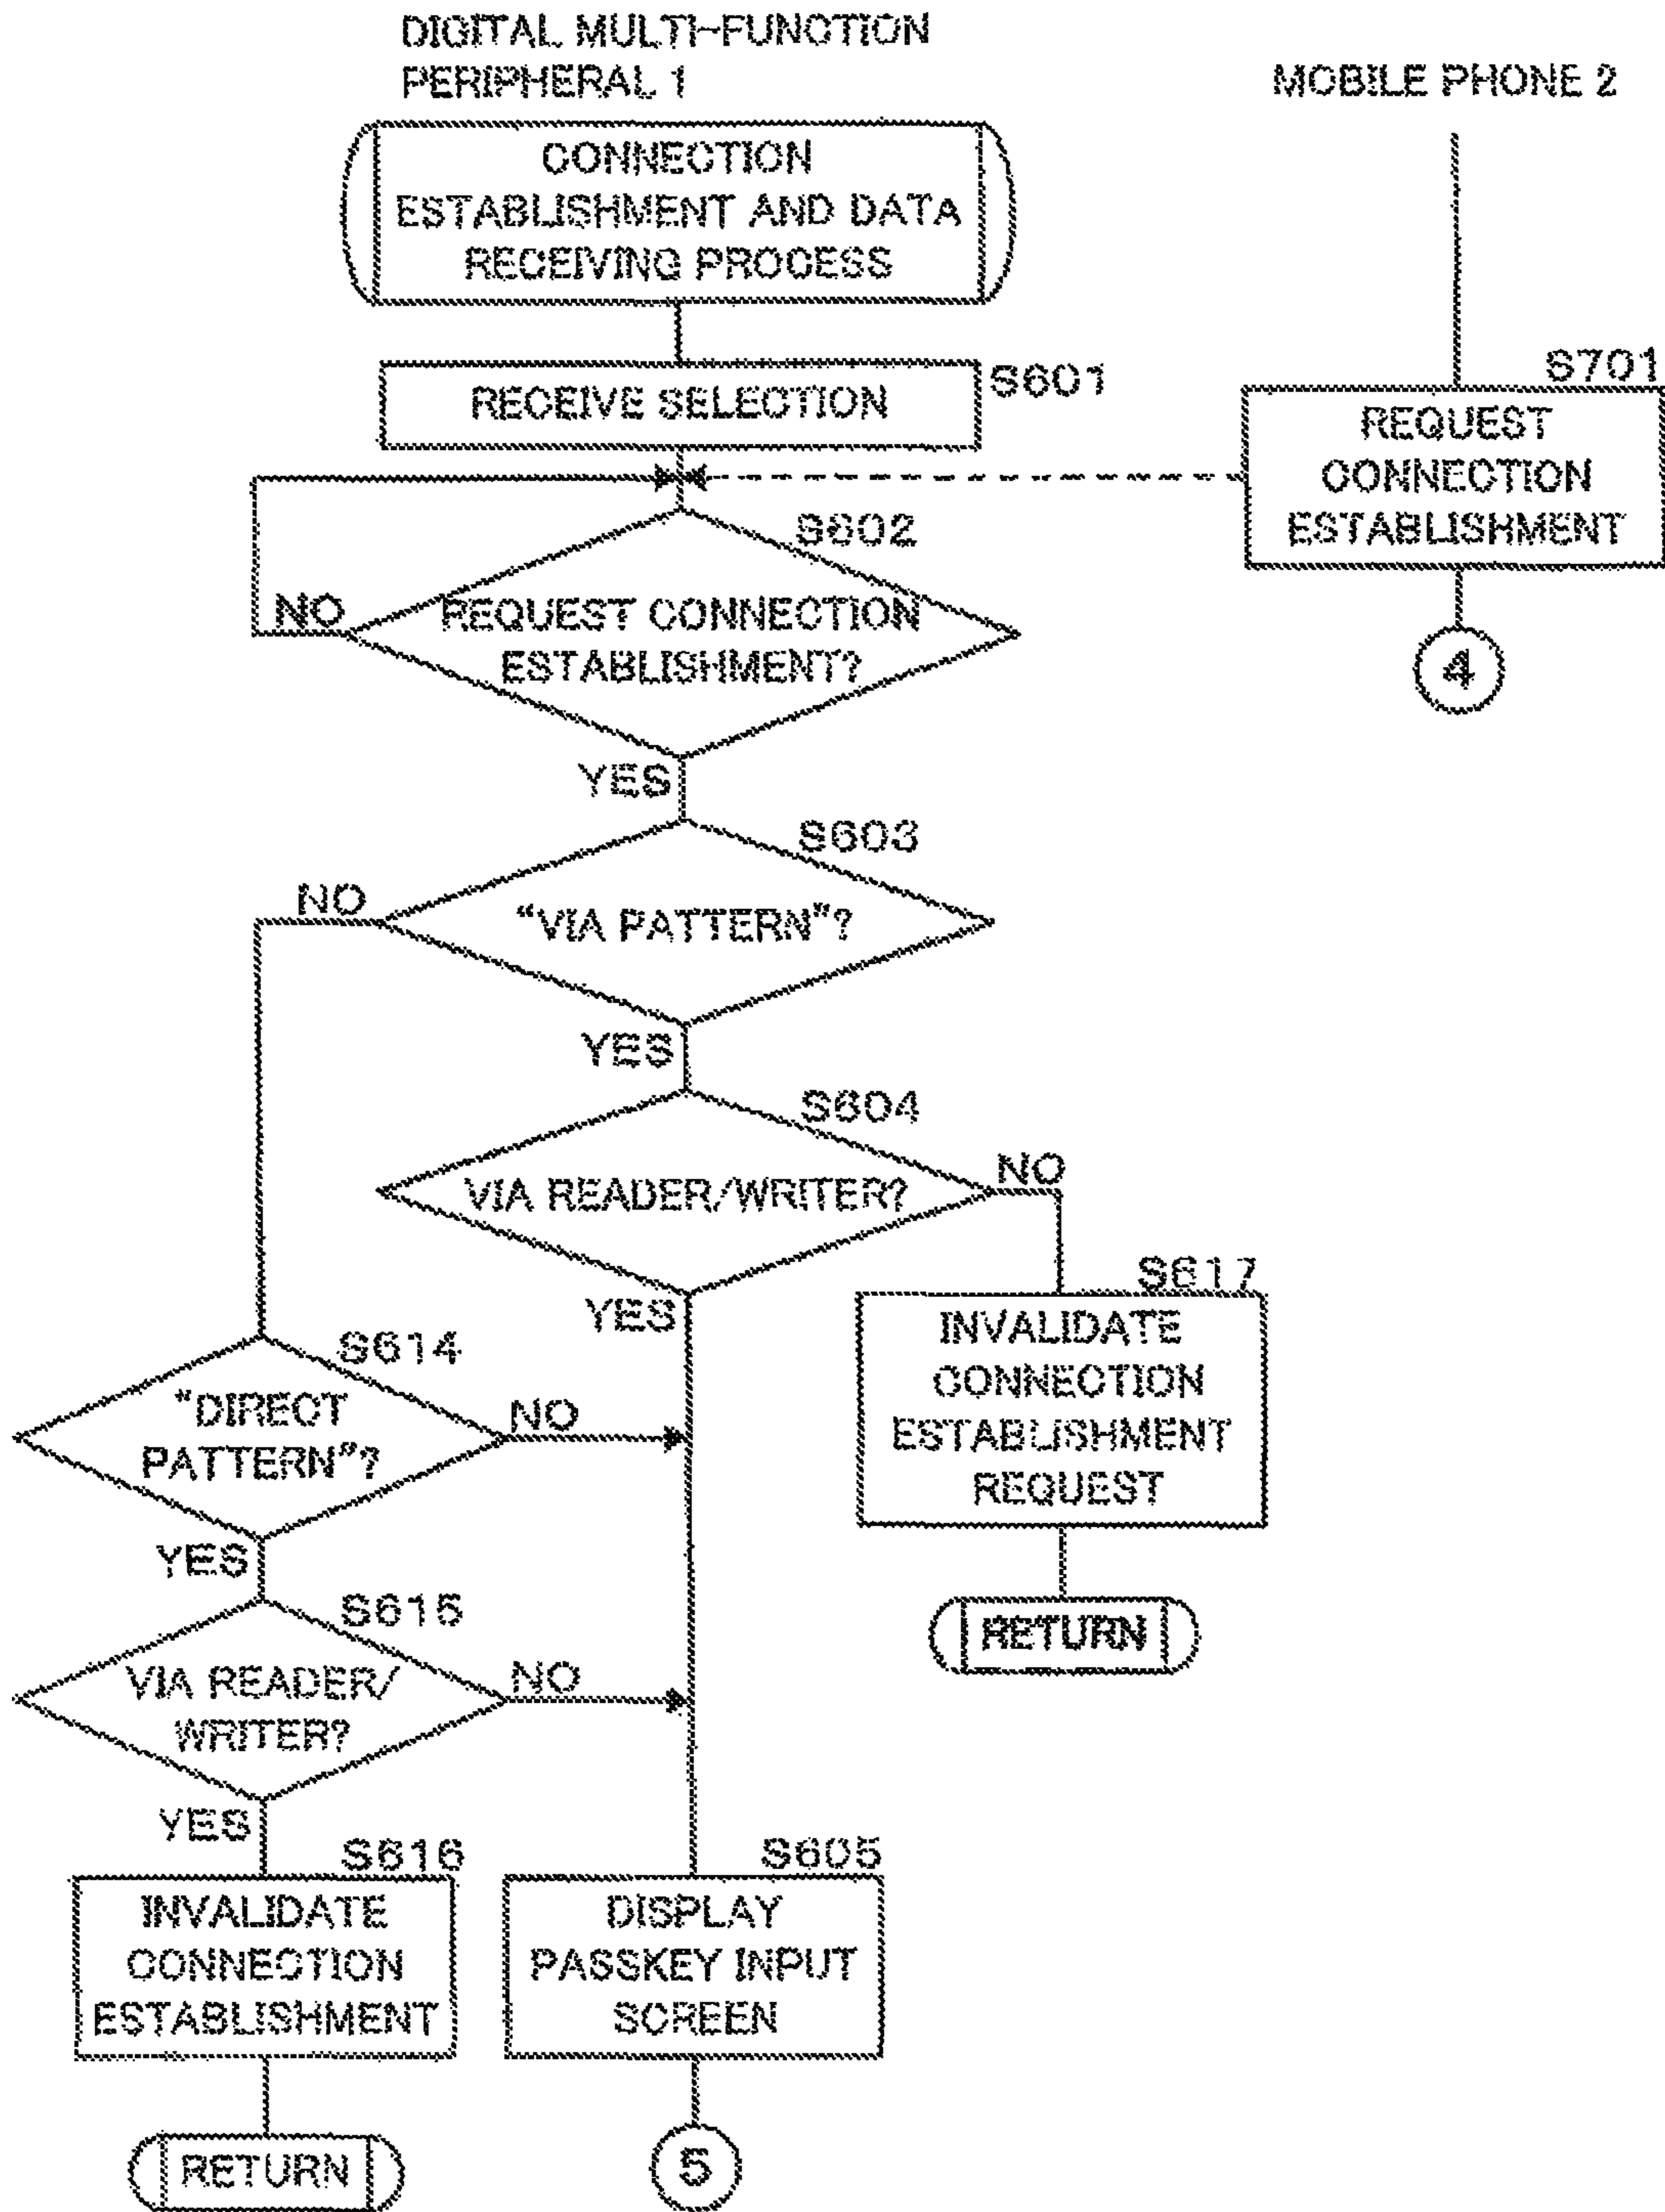 DIGITAL MULTI-FUNCTION
PERIPHERAL 1
MOBILE PHONE 2
CONNECTION
ESTABLISHMENT AND DATA
RECEIVING PROCESS
RECEIVE SELECTION
S601
S701
REQUEST
CONNECTION
ESTABLISHMENT
4
S602
NO
REQUEST CONNECTION
ESTABLISHMENT?
YES
S603
NO
“VIA PATTERN”?
YES
S604
VIA READER/WRITER?
NO
YES
S617
INVALIDATE
CONNECTION
ESTABLISHMENT
REQUEST
RETURN
S614
“DIRECT
PATTERN”?
NO
YES
S615
VIA READER/
WRITER?
NO
YES
S616
INVALIDATE
CONNECTION
ESTABLISHMENT
RETURN
S605
DISPLAY
PASSKEY INPUT
SCREEN
5